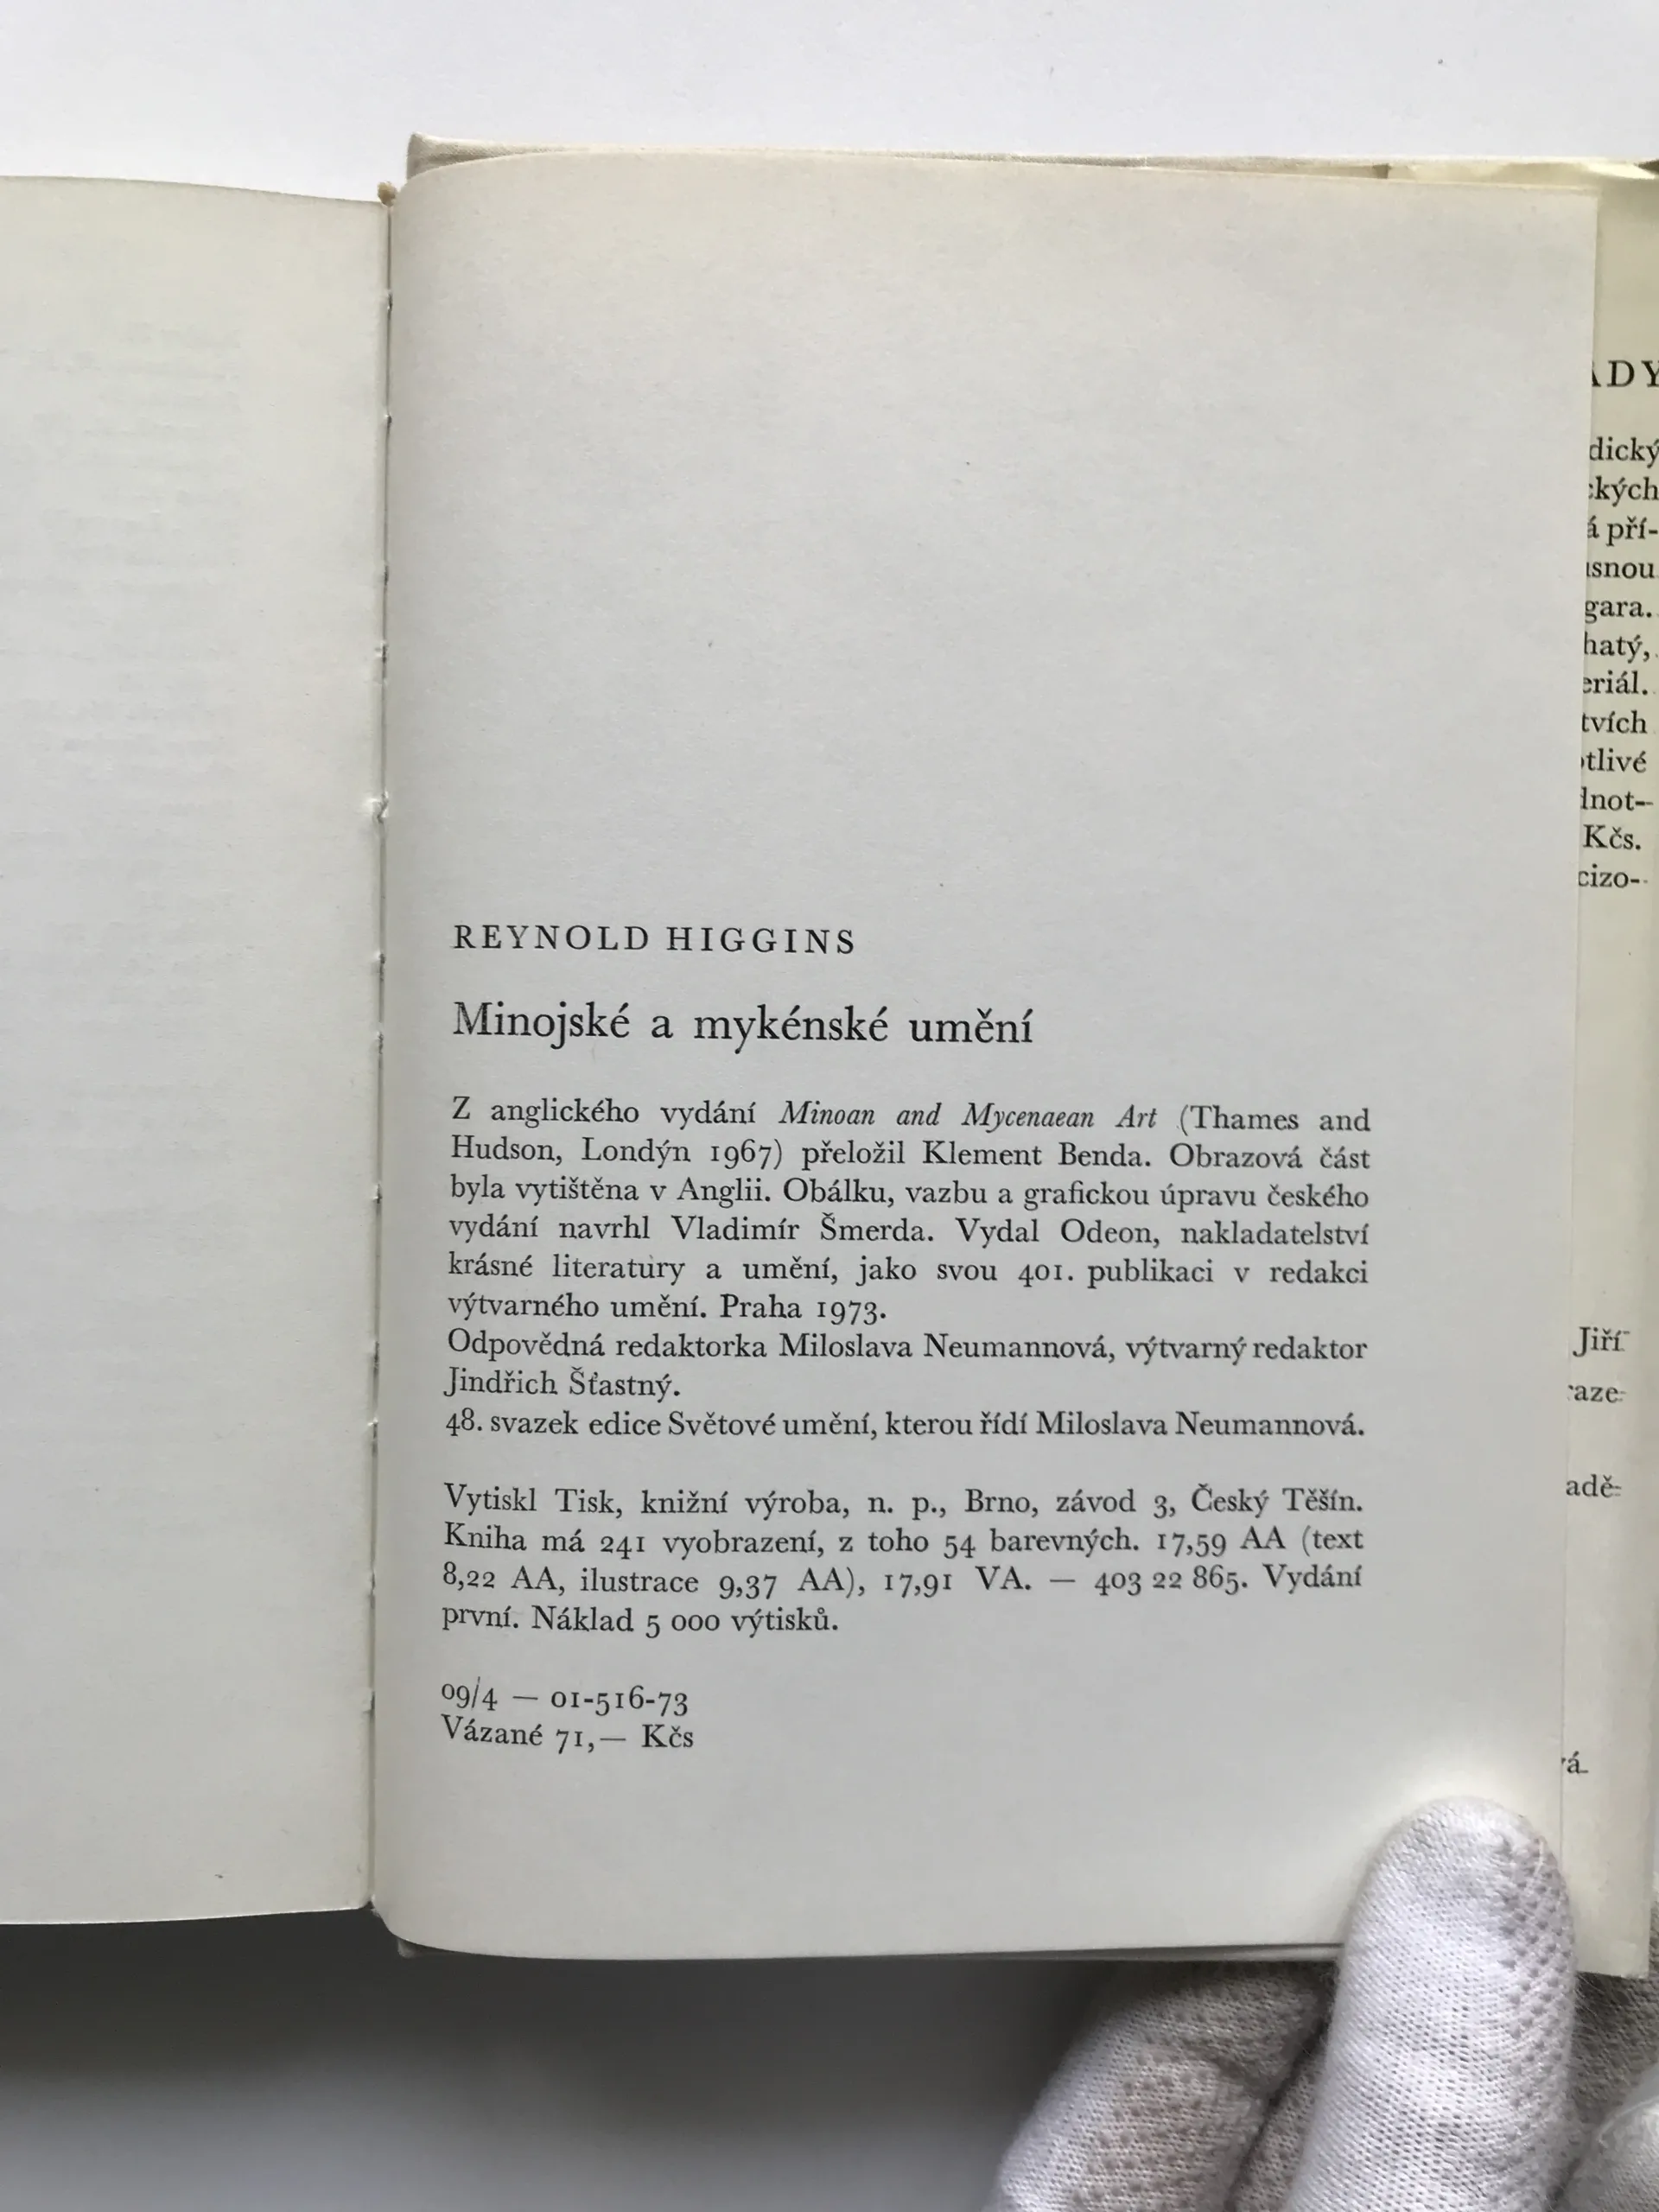 REYNOLD HIGGINS
Minojské a mykénské umění
Z anglického vydání Minoan and Mycenaean Art (Thames and
Hudson, Londýn 1967) přeložil Klement Benda. Obrazová část
byla vytištěna v Anglii. Obálku, vazbu a grafickou úpravu českého
vydání navrhl Vladimír Šmerda. Vydal Odeon, nakladatelství
krásné literatury a umění, jako svou 401. publikaci v redakci
výtvarného umění. Praha 1973.
Odpovědná redaktorka Miloslava Neumannová, výtvarný redaktor
Jindřich Šťastný.
48. svazek edice Světové umění, kterou řídí Miloslava Neumannová.
Vytiskl Tisk, knižní výroba, n. p., Brno, závod 3, Český Těšín.
Kniha má 241 vyobrazení, z toho 54 barevných. 17,59 AA (text
8,22 AA, ilustrace 9,37 AA), 17,91 VA. — 403 22 865. Vydání
první. Náklad 5 000 výtisků.
09/4 — 01-516-73
Vázané 71,— Kčs
pří-
Kčs.
cizo-
Jiří